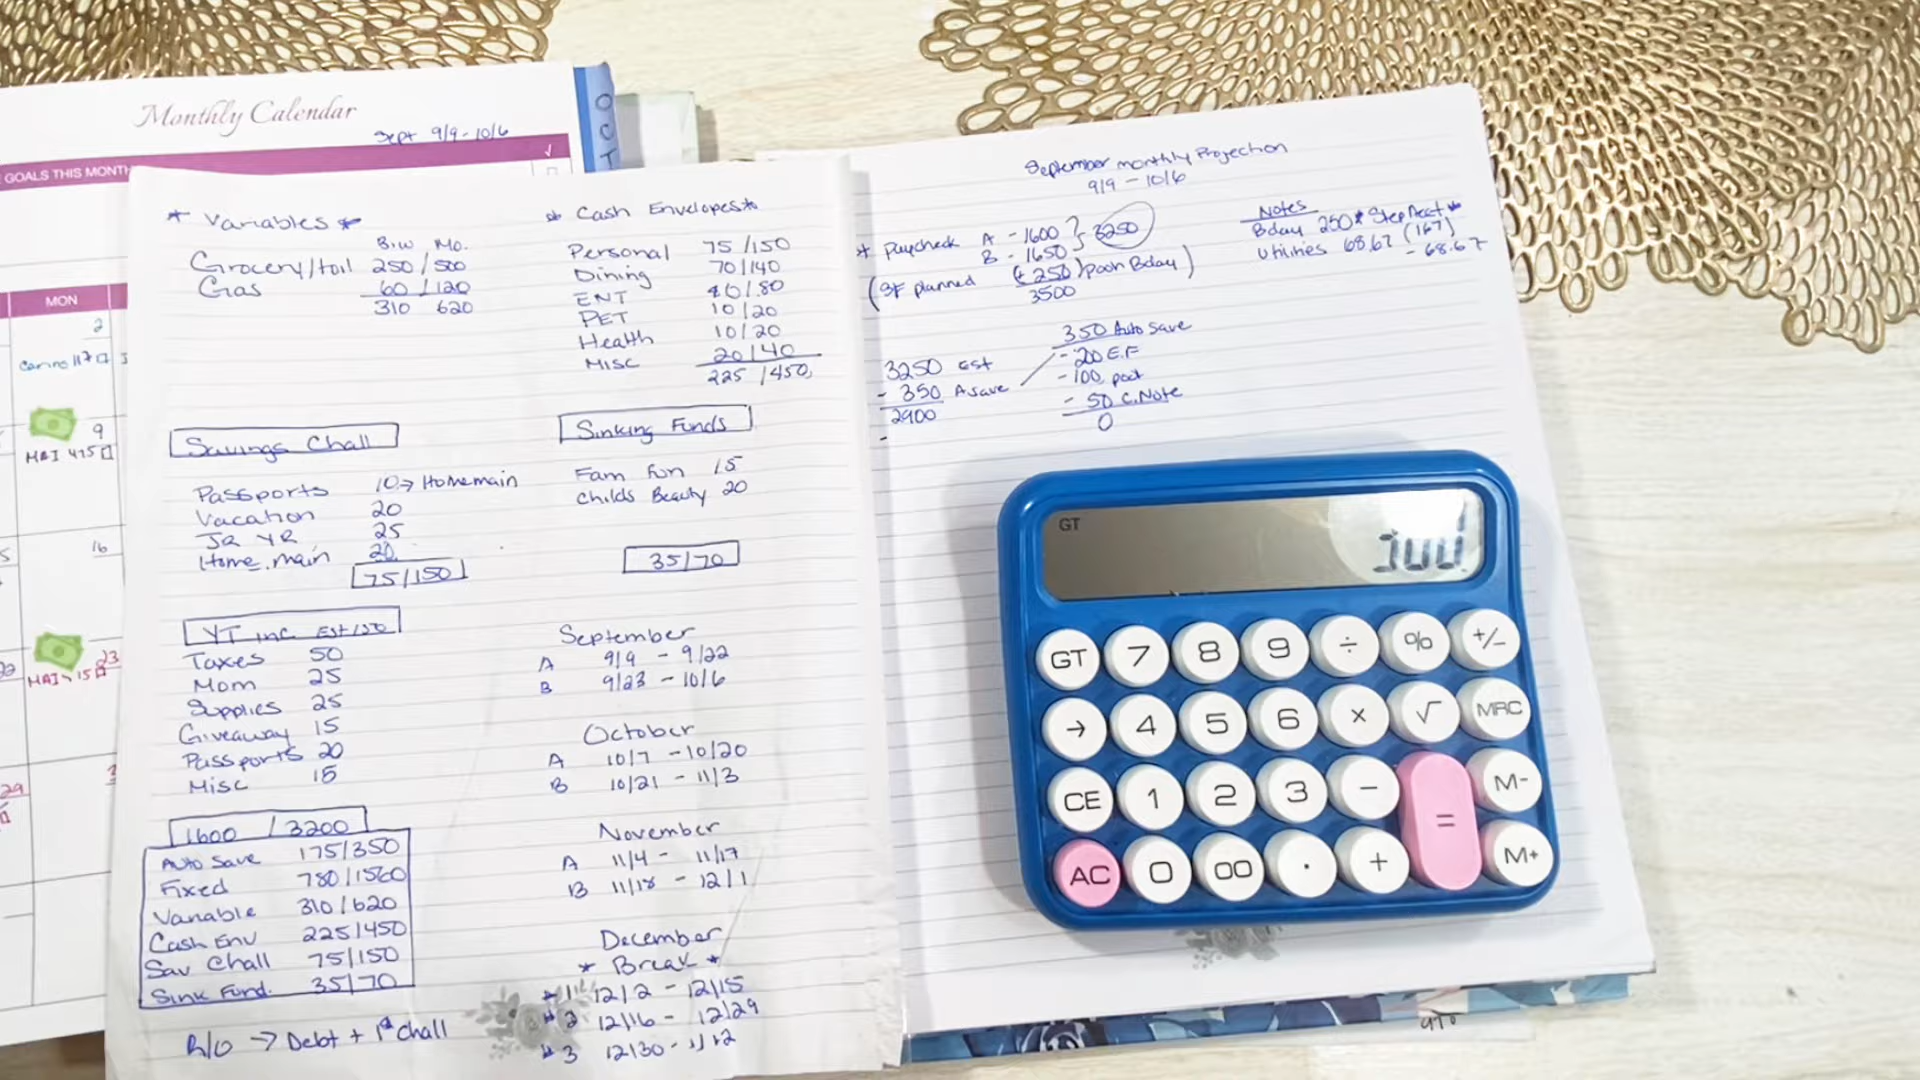 Monthly Calendar
Sept 9/9 - 10/6
GOALS THIS MONTH
OCT
MON
2
9
MAI 475
16
23
29
* Variables *
Biw Mo.
Grocery/toil 250/500
Gas 60/120
310 620
* Cash Envelopes *
Personal 75/150
Dining 70/140
ENT 40/80
PET 10/20
Health 10/20
Misc 20/40
225/450
Savings Chall
Passports 10 → Homemain
Vacation 20
Jr YR 25
Home.main 20
75/150
Sinking Funds
Fam fun 15
Childs Beauty 20
35/70
YT inc Est 150
Taxes 50
Mom 25
Supplies 25
Giveaway 15
Passports 20
Misc 15
September
A 9/9 - 9/22
B 9/23 - 10/6
October
A 10/7 - 10/20
B 10/21 - 11/3
November
A 11/4 - 11/17
B 11/18 - 12/1
December
* Break *
* 1 12/2 - 12/15
* 2 12/16 - 12/29
* 3 12/30 - 1/12
1600 / 3200
Auto Save 175/350
Fixed 780/1560
Variable 310/620
Cash Env 225/450
Sav Chall 75/150
Sink Fund. 35/70
R/O → Debt + 1st chall
September monthly Projection
9/9 - 10/6
* Paycheck A - 1600 } 3250
B - 1650
(SF planned (+ 250) Pooh Bday)
3500
Notes
Bday 250 * Step
Utilities 68.67 (167)
- 68.67
3250 Est
- 350 A save
2900
-
350 Auto Save
- 200 E.F
- 100
- 50 C.Note
0
GT
100.
GT 7 8 9 ÷ % +/-
→ 4 5 6 × √ MRC
CE 1 2 3 − M-
AC 0 00 . + = M+